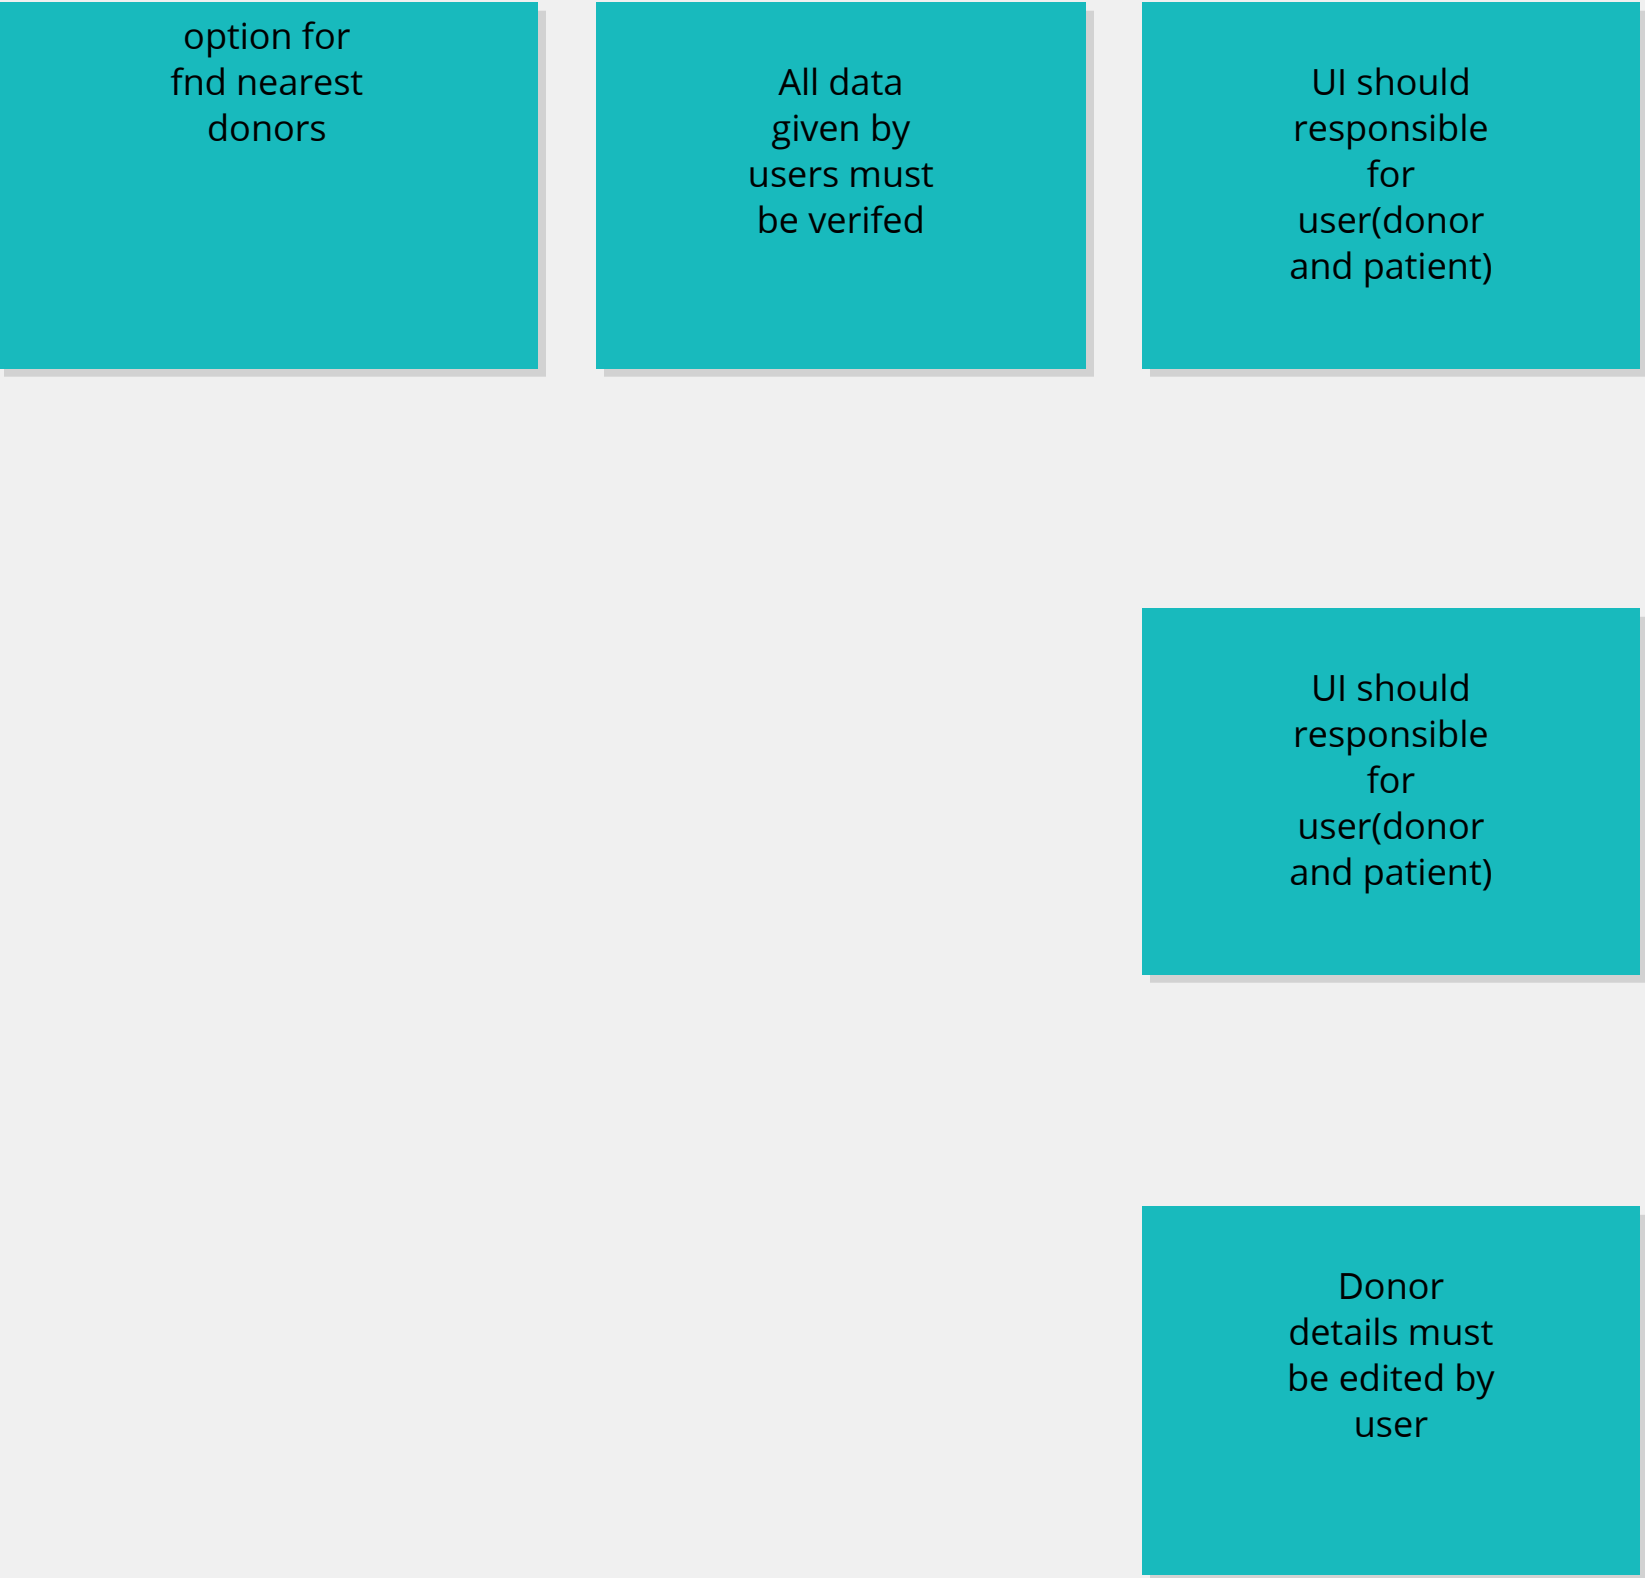 option for
fnd nearest
donors
All data
given by
users must
be verifed
UI should
responsible
for
user(donor
and patient)
UI should
responsible
for
user(donor
and patient)
Donor
details must
be edited by
user